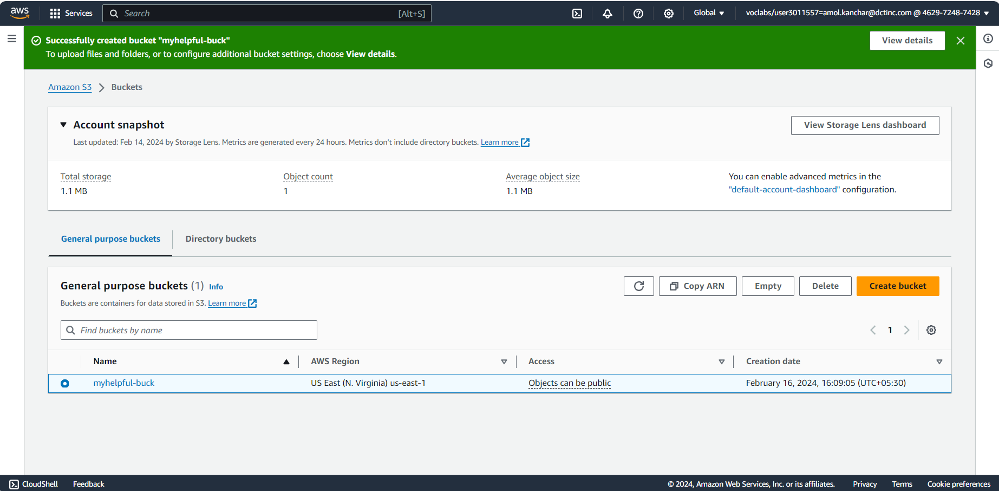 aws
Services
Search
[Alt+S]
Global
voclabs/user3011557=amol.kanchar@dctinc.com @ 4629-7248-7428
Successfully created bucket "myhelpful-buck"
To upload files and folders, or to configure additional bucket settings, choose View details.
View details
Amazon S3
Buckets
Account snapshot
Last updated: Feb 14, 2024 by Storage Lens. Metrics are generated every 24 hours. Metrics don’t include directory buckets. Learn more
View Storage Lens dashboard
Total storage
1.1 MB
Object count
1
Average object size
1.1 MB
You can enable advanced metrics in the
"default-account-dashboard" configuration.
General purpose buckets
Directory buckets
General purpose buckets (1) Info
Buckets are containers for data stored in S3. Learn more
Copy ARN
Empty
Delete
Create bucket
Find buckets by name
1
Name
AWS Region
Access
Creation date
myhelpful-buck
US East (N. Virginia) us-east-1
Objects can be public
February 16, 2024, 16:09:05 (UTC+05:30)
CloudShell
Feedback
© 2024, Amazon Web Services, Inc. or its affiliates.
Privacy
Terms
Cookie preferences